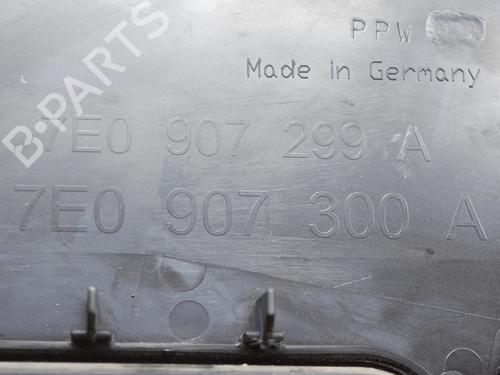 PPW
Made in Germany
B-PARTS
7E0 907 299 A
7E0 907 300 A